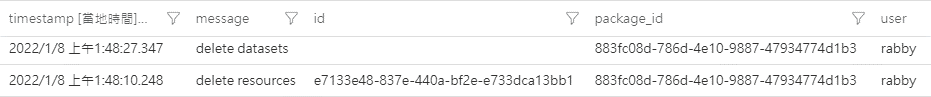 timestamp [當地時間]... message id package_id user
2022/1/8 上午1:48:27.347 delete datasets 883fc08d-786d-4e10-9887-47934774d1b3 rabby
2022/1/8 上午1:48:10.248 delete resources e7133e48-837e-440a-bf2e-e733dca13bb1 883fc08d-786d-4e10-9887-47934774d1b3 rabby